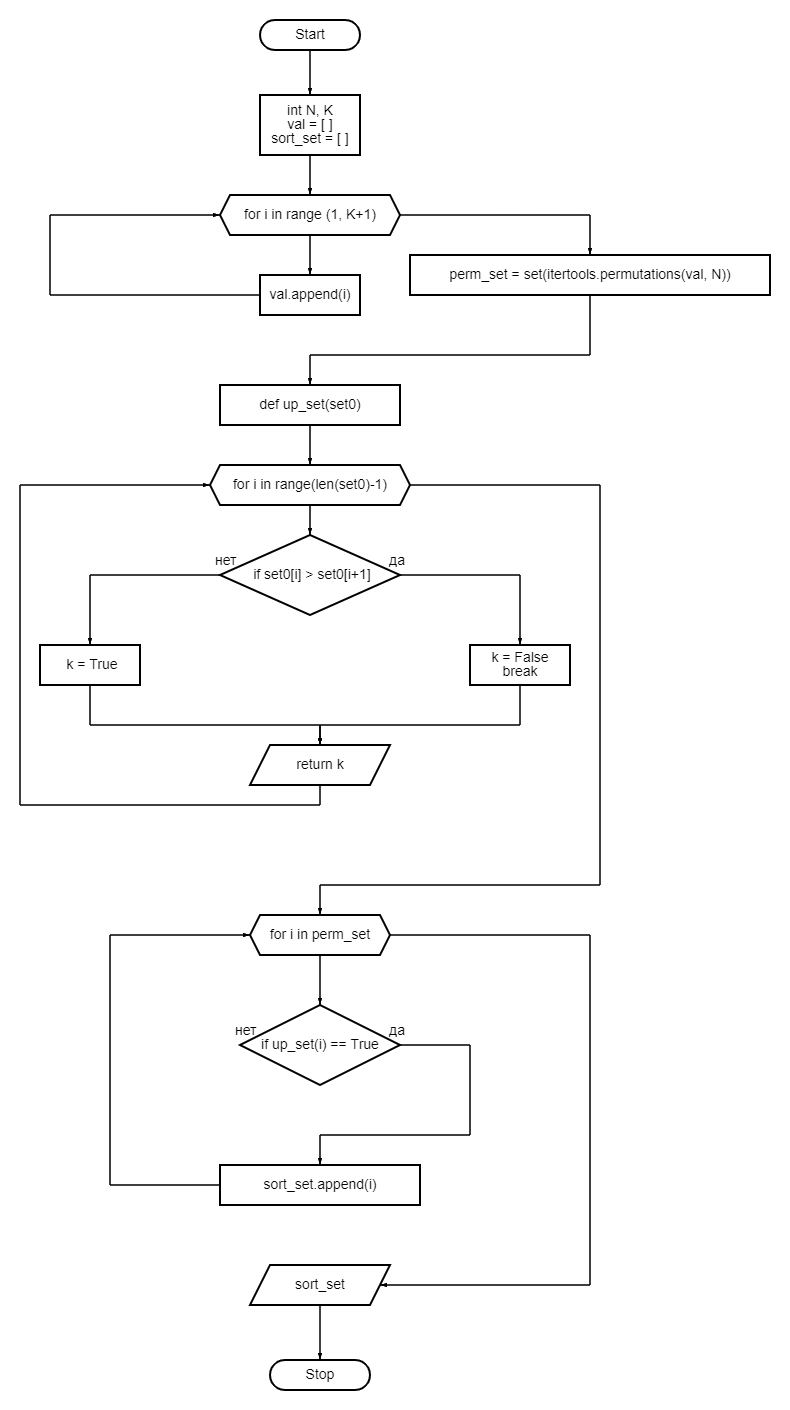 Start
int N, K
val = [ ]
sort_set = [ ]
for i in range (1, K+1)
val.append(i)
perm_set = set(itertools.permutations(val, N))
def up_set(set0)
for i in range(len(set0)-1)
нет
да
if set0[i] > set0[i+1]
k = True
k = False
break
return k
for i in perm_set
нет
да
if up_set(i) == True
sort_set.append(i)
sort_set
Stop